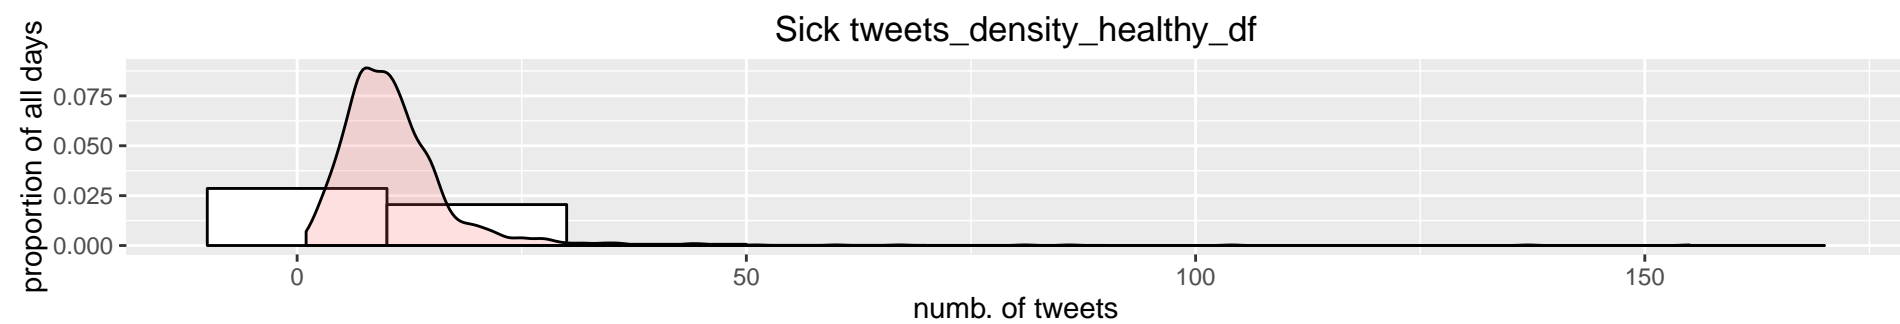 Sick tweets_density_healthy_df
proportion of all days
0.075
0.050
0.025
0.000
0
50
100
150
numb. of tweets